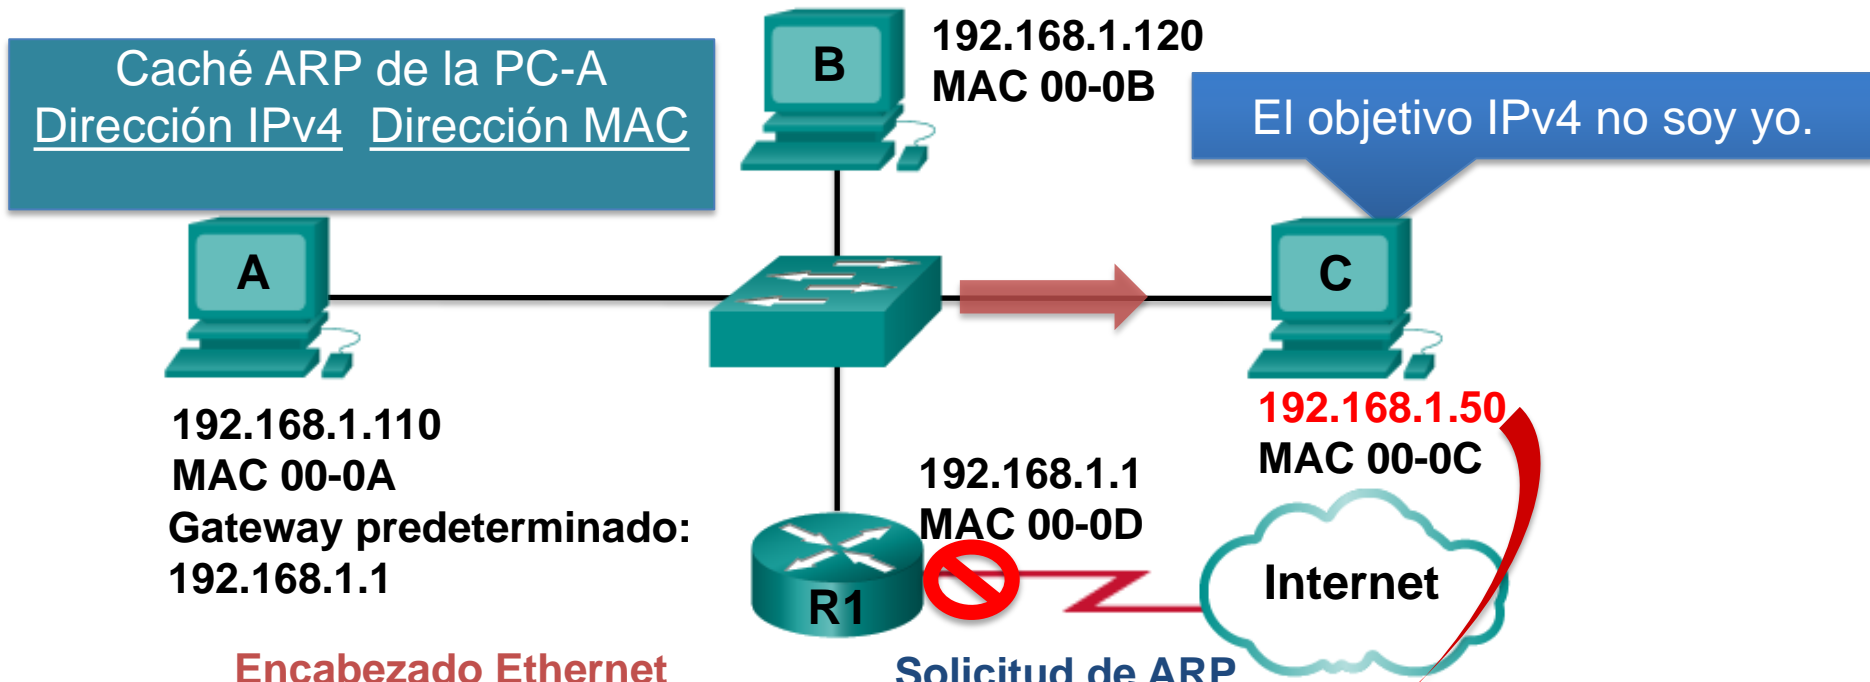 Caché ARP de la PC-A
Dirección IPv4 Dirección MAC
B
192.168.1.120
MAC 00-0B
El objetivo IPv4 no soy yo.
A
C
192.168.1.110
MAC 00-0A
Gateway predeterminado:
192.168.1.1
192.168.1.1
MAC 00-0D
192.168.1.50
MAC 00-0C
R1
Internet
Encabezado Ethernet
Solicitud de ARP